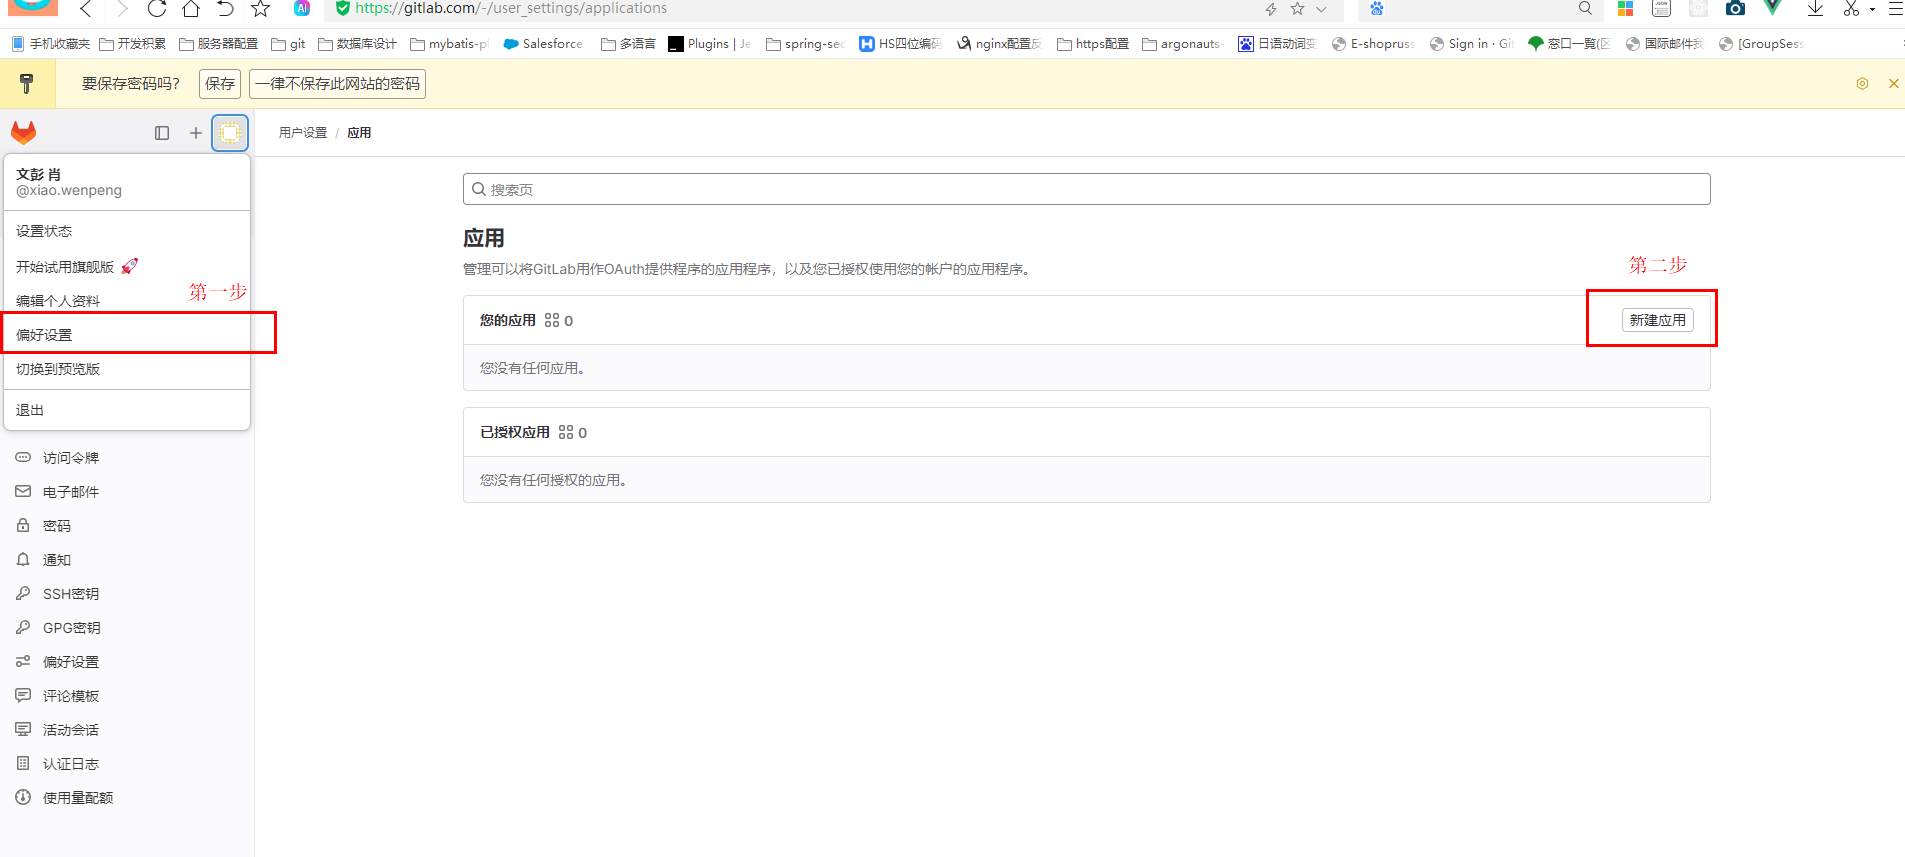 https://gitlab.com/-/user_settings/applications
手机收藏夹 开发积累 服务器配置 git 数据库设计 mybatis-p Salesforce 多语言 Plugins | Je spring-sec HS四位编码 nginx配置反 https配置 argonauts- 日语动词变 E-shopruss Sign in · Git 窓口一覧(区 国际邮件我 [GroupSess
要保存密码吗? 保存 一律不保存此网站的密码
用户设置 / 应用
文彭 肖
@xiao.wenpeng
设置状态
开始试用旗舰版
编辑个人资料
第一步
偏好设置
切换到预览版
退出
访问令牌
电子邮件
密码
通知
SSH密钥
GPG密钥
偏好设置
评论模板
活动会话
认证日志
使用量配额
搜索页
应用
管理可以将GitLab用作OAuth提供程序的应用程序，以及您已授权使用您的帐户的应用程序。
第二步
您的应用 0
新建应用
您没有任何应用。
已授权应用 0
您没有任何授权的应用。